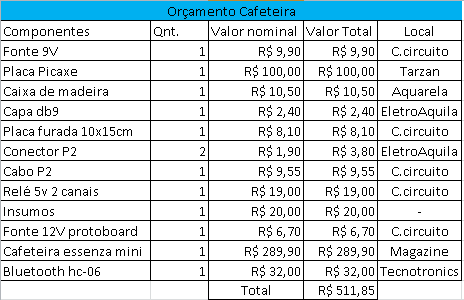 Orçamento Cafeteira
Componentes Qnt. Valor nominal Valor Total Local
Fonte 9V 1 R$ 9,90 R$ 9,90 C.circuito
Placa Picaxe 1 R$ 100,00 R$ 100,00 Tarzan
Caixa de madeira 1 R$ 10,50 R$ 10,50 Aquarela
Capa db9 1 R$ 2,40 R$ 2,40 EletroAquila
Placa furada 10x15cm 1 R$ 8,10 R$ 8,10 C.circuito
Conector P2 2 R$ 1,90 R$ 3,80 EletroAquila
Cabo P2 1 R$ 9,55 R$ 9,55 C.circuito
Relé 5v 2 canais 1 R$ 19,00 R$ 19,00 C.circuito
Insumos 1 R$ 20,00 R$ 20,00 -
Fonte 12V protoboard 1 R$ 6,70 R$ 6,70 C.circuito
Cafeteira essenza mini 1 R$ 289,90 R$ 289,90 Magazine
Bluetooth hc-06 1 R$ 32,00 R$ 32,00 Tecnotronics
Total R$ 511,85